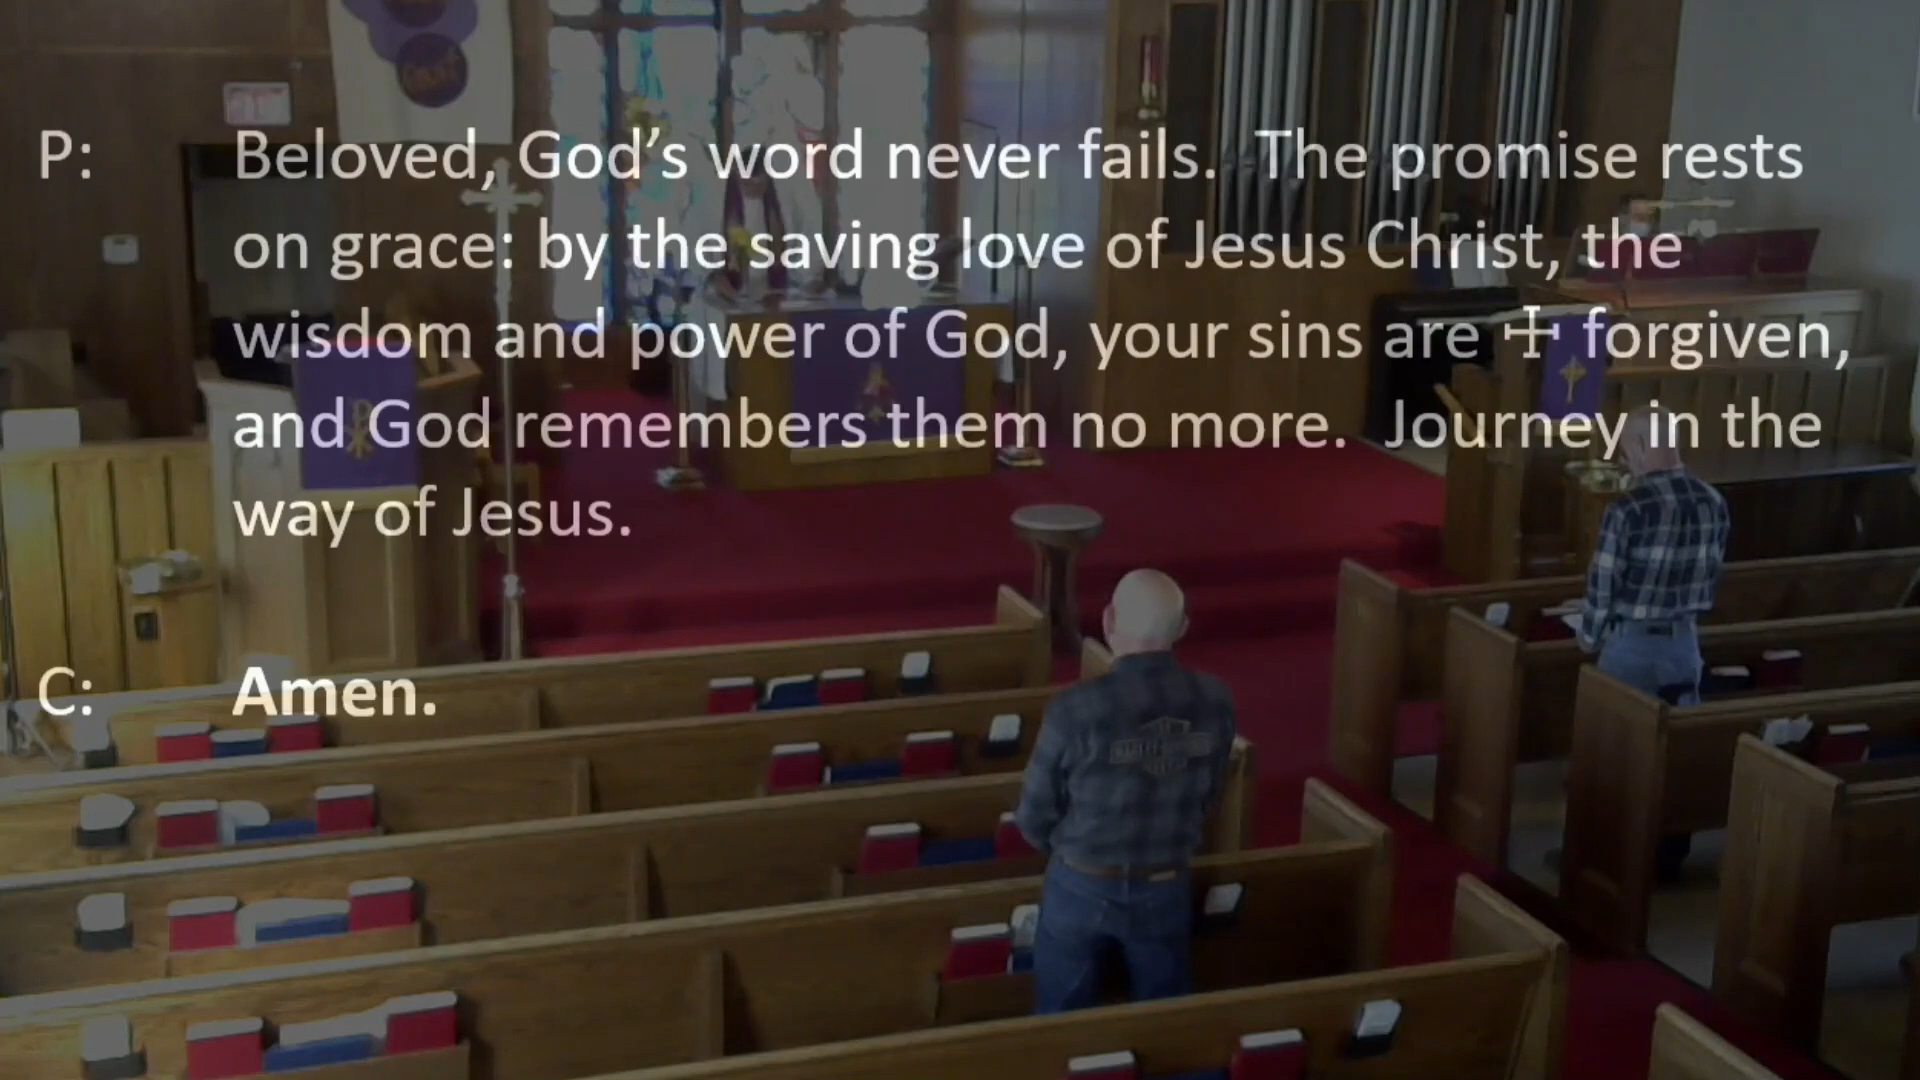 P: Beloved, God’s word never fails. The promise rests
on grace: by the saving love of Jesus Christ, the
wisdom and power of God, your sins are ☩ forgiven,
and God remembers them no more. Journey in the
way of Jesus.
C: Amen.